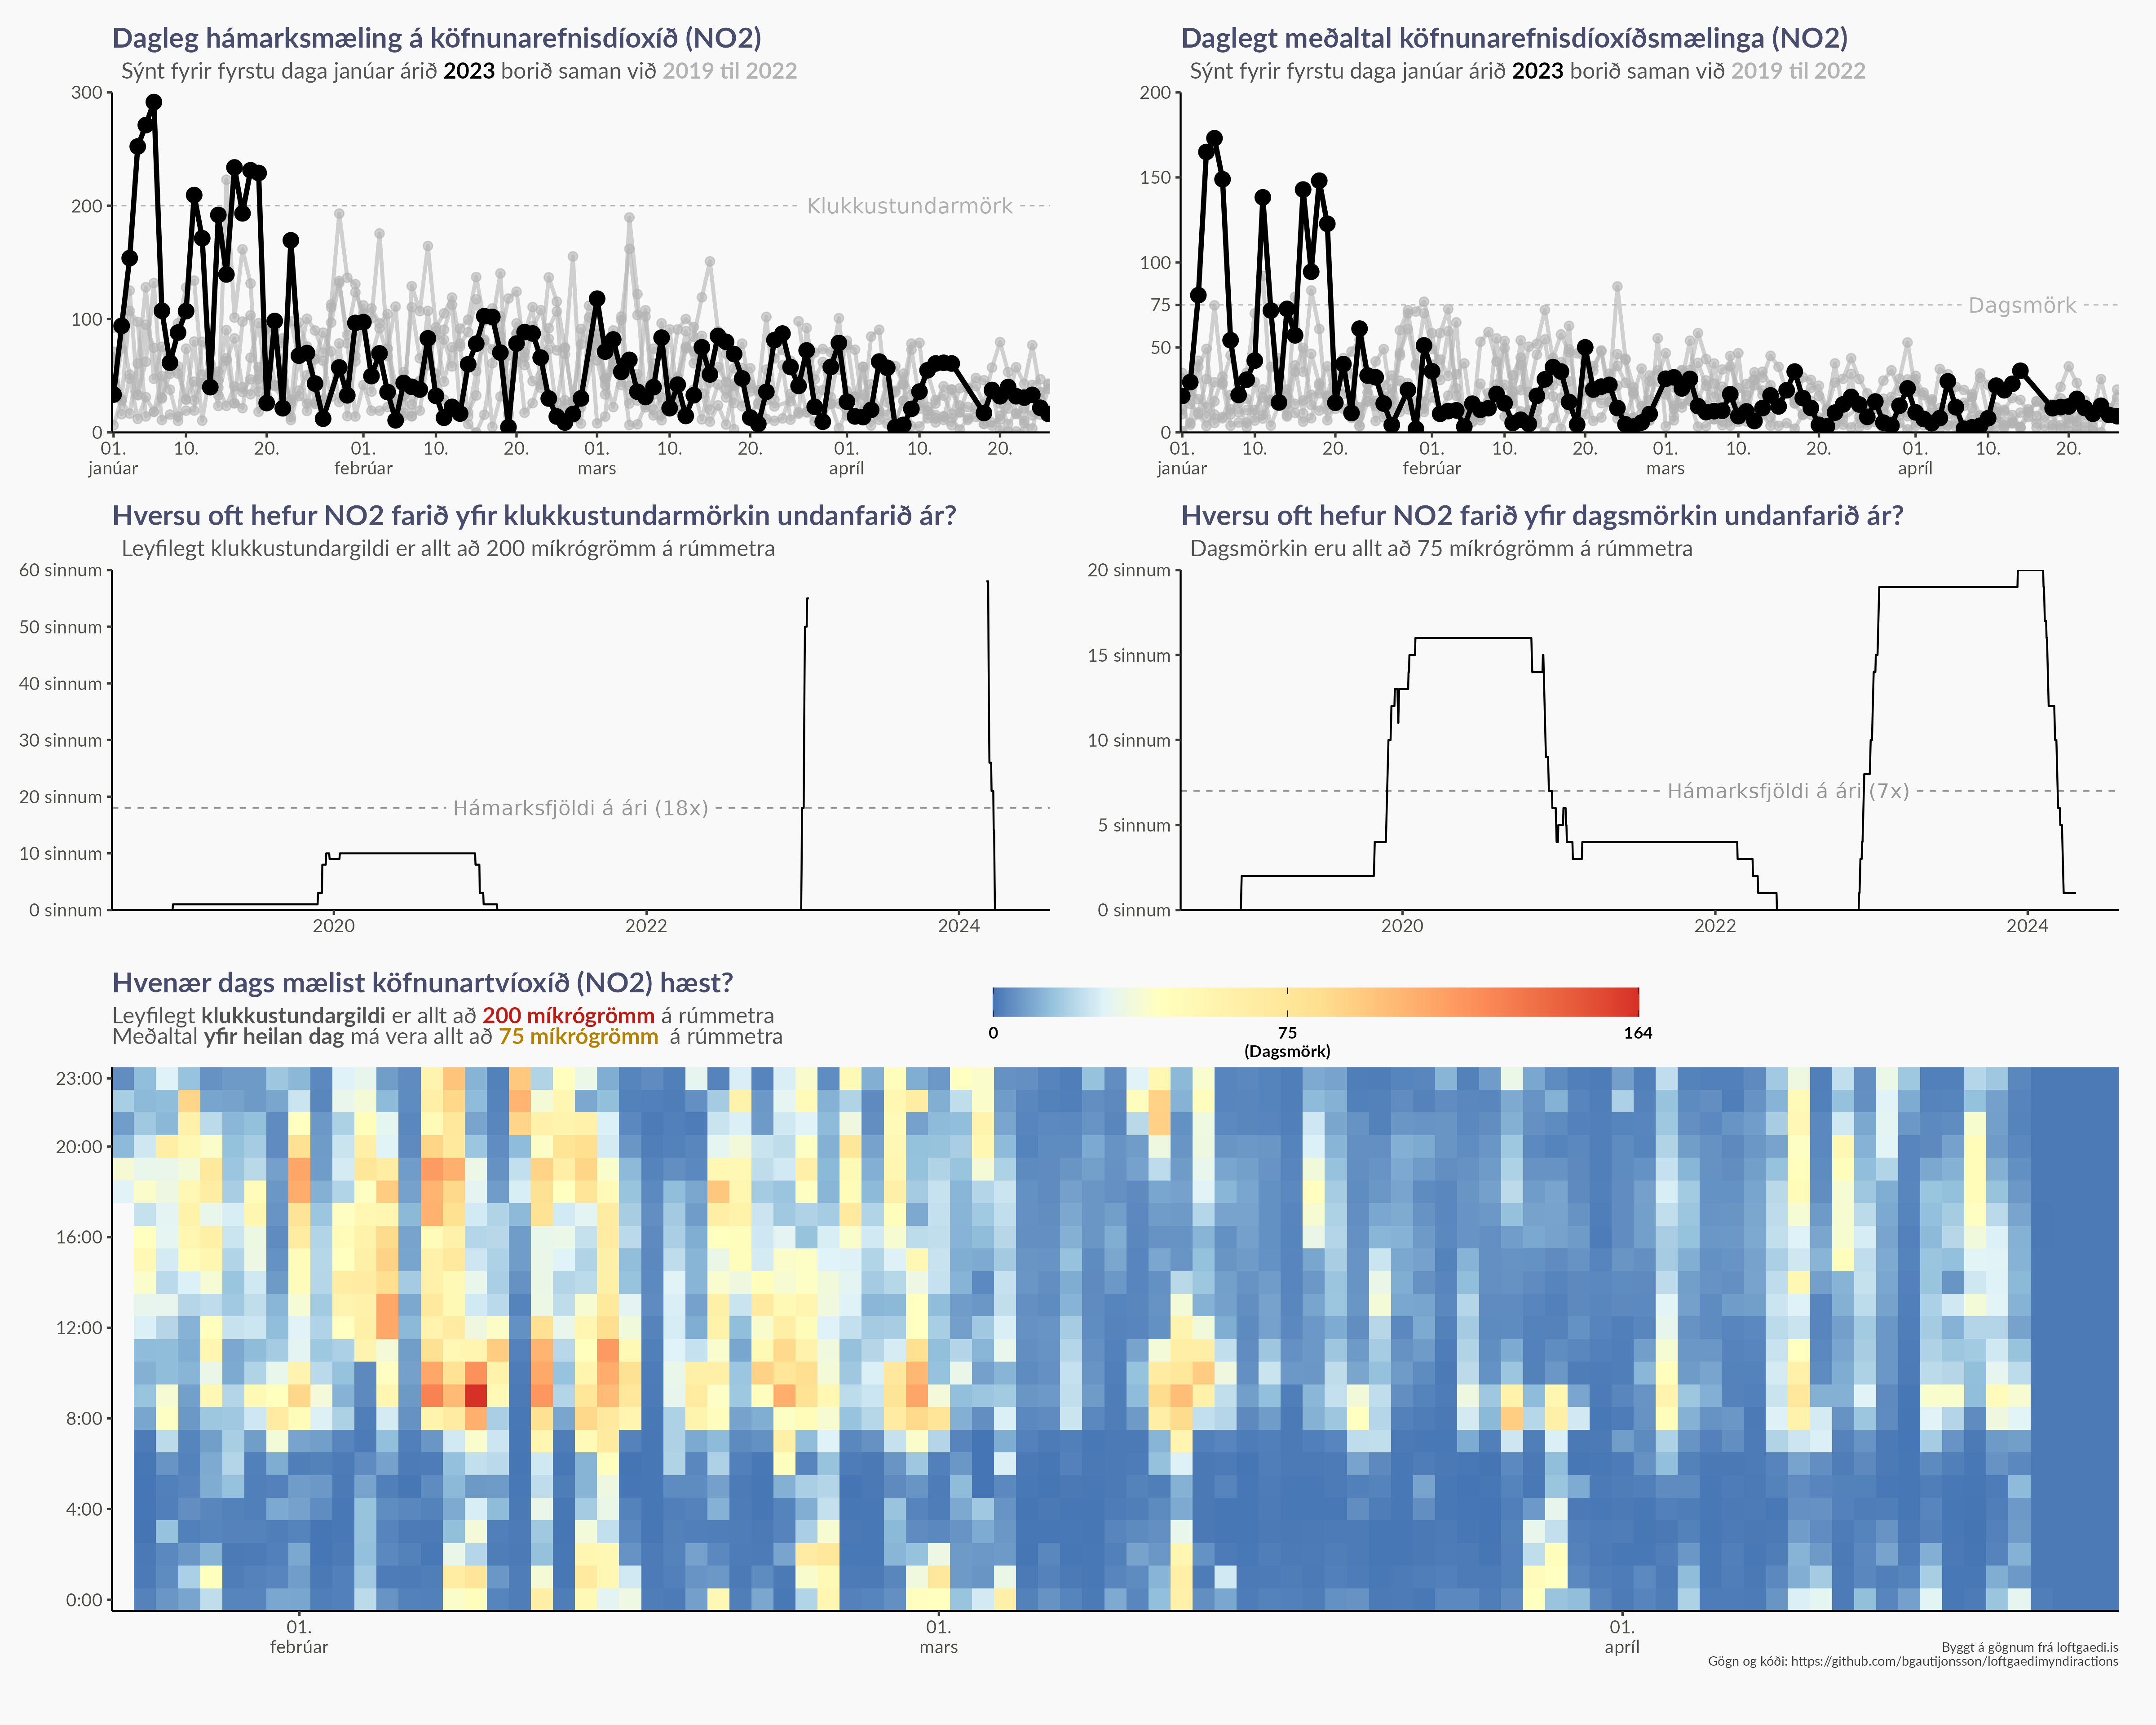 Dagleg hámarksmæling á köfnunarefnisdíoxíð (NO2)
Sýnt fyrir fyrstu daga janúar árið 2023 borið saman við 2019 til 2022
300
200
100
0
Klukkustundarmörk
01. 10. 20. 01. 10. 20. 01. 10. 20. 01. 10. 20.
janúar febrúar mars apríl
Daglegt meðaltal köfnunarefnisdíoxíðsmælinga (NO2)
Sýnt fyrir fyrstu daga janúar árið 2023 borið saman við 2019 til 2022
200
150
100
75
50
0
Dagsmörk
01. 10. 20. 01. 10. 20. 01. 10. 20. 01. 10. 20.
janúar febrúar mars apríl
Hversu oft hefur NO2 farið yfir klukkustundarmörkin undanfarið ár?
Leyfilegt klukkustundargildi er allt að 200 míkrógrömm á rúmmetra
60 sinnum
50 sinnum
40 sinnum
30 sinnum
20 sinnum
10 sinnum
0 sinnum
Hámarksfjöldi á ári (18x)
2020 2022 2024
Hversu oft hefur NO2 farið yfir dagsmörkin undanfarið ár?
Dagsmörkin eru allt að 75 míkrógrömm á rúmmetra
20 sinnum
15 sinnum
10 sinnum
5 sinnum
0 sinnum
Hámarksfjöldi á ári (7x)
2020 2022 2024
Hvenær dags mælist köfnunartvíoxíð (NO2) hæst?
Leyfilegt klukkustundargildi er allt að 200 míkrógrömm á rúmmetra
Meðaltal yfir heilan dag má vera allt að 75 míkrógrömm á rúmmetra
0 75 164
(Dagsmörk)
23:00
20:00
16:00
12:00
8:00
4:00
0:00
01. 01. 01.
febrúar mars apríl
Byggt á gögnum frá loftgaedi.is
Gögn og kóði: https://github.com/bgautijonsson/loftgaedimyndiractions